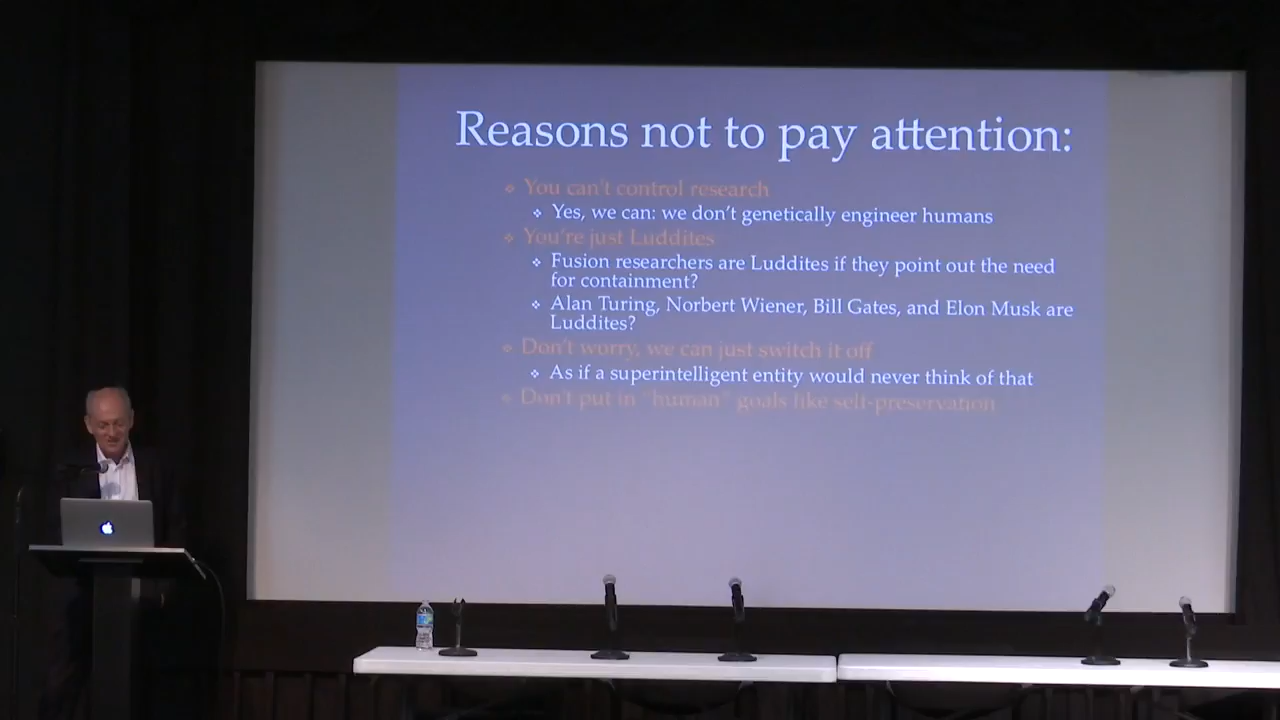 Reasons not to pay attention:
You can't control research
Yes, we can: we don't genetically engineer humans
You're just Luddites
Fusion researchers are Luddites if they point out the need
for containment?
Alan Turing, Norbert Wiener, Bill Gates, and Elon Musk are
Luddites?
Don't worry, we can just switch it off
As if a superintelligent entity would never think of that
Don't put in "human" goals like self-preservation